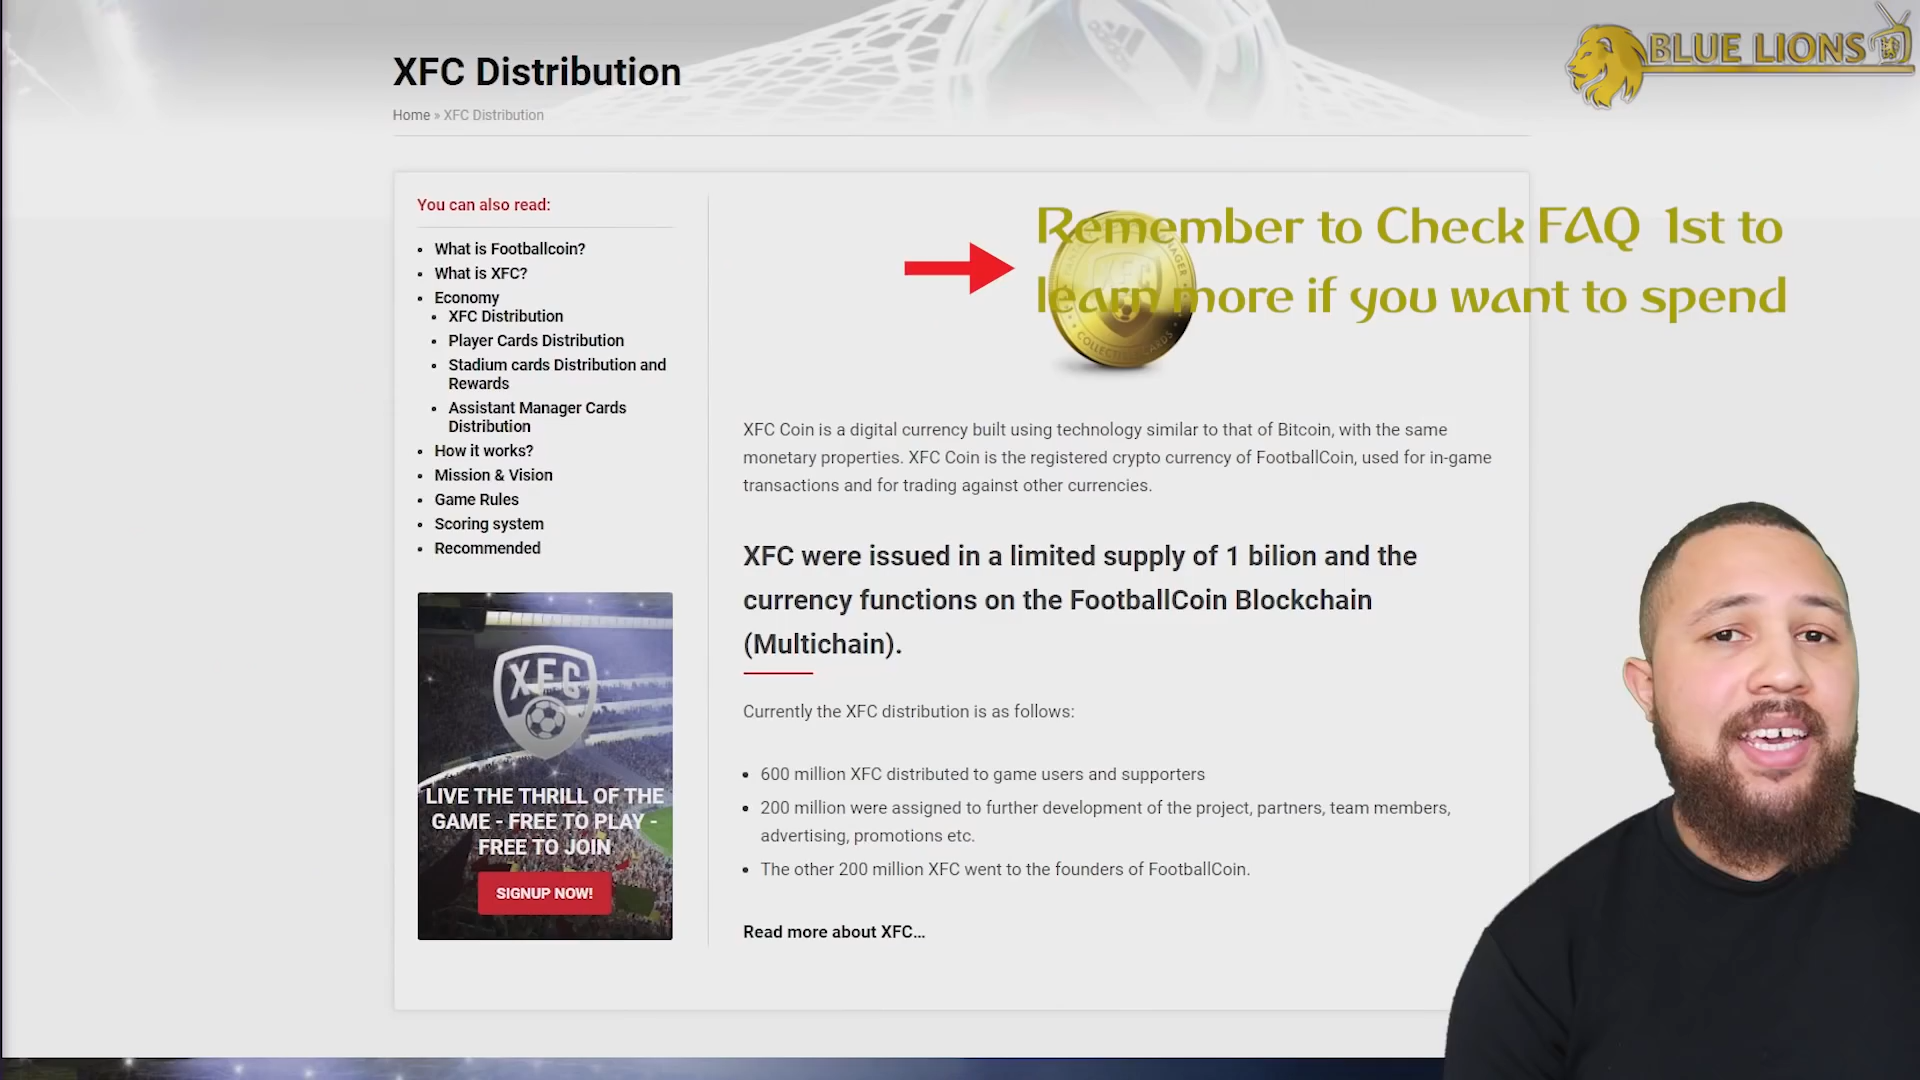 BLUE LIONS
XFC Distribution
Home » XFC Distribution
You can also read:
What is Footballcoin?
What is XFC?
Economy
XFC Distribution
Player Cards Distribution
Stadium cards Distribution and
Rewards
Assistant Manager Cards
Distribution
How it works?
Mission & Vision
Game Rules
Scoring system
Recommended
XFC
LIVE THE THRILL OF THE
GAME - FREE TO PLAY -
FREE TO JOIN
SIGNUP NOW!
Remember to Check FAQ 1st to
learn more if you want to spend
XFC Coin is a digital currency built using technology similar to that of Bitcoin, with the same
monetary properties. XFC Coin is the registered crypto currency of FootballCoin, used for in-game
transactions and for trading against other currencies.
XFC were issued in a limited supply of 1 bilion and the
currency functions on the FootballCoin Blockchain
(Multichain).
Currently the XFC distribution is as follows:
600 million XFC distributed to game users and supporters
200 million were assigned to further development of the project, partners, team members,
advertising, promotions etc.
The other 200 million XFC went to the founders of FootballCoin.
Read more about XFC...